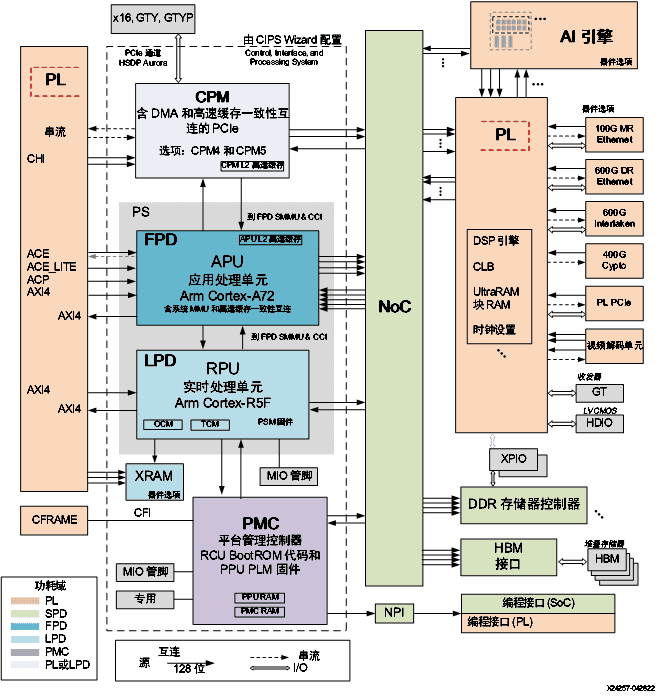 x16, GTY, GTYP
PCIe 通道
HSDP Aurora
由 CIPS Wizard 配置
Control, Interface, and
Processing System
PL
串流
CHI
ACE
ACE_LITE
ACP
AXI4
AXI4
AXI4
AXI4
CPM
含 DMA 和高速缓存一致性互
连的 PCIe
选项：CPM4 和 CPM5
CPM L2 高速缓存
PS
到 FPD SMMU & CCI
FPD
APU L2 高速缓存
APU
应用处理单元
Arm Cortex-A72
含系统 MMU 和高速缓存一致性互连
到 FPD SMMU & CCI
LPD
RPU
实时处理单元
Arm Cortex-R5F
OCM
TCM
PSM 固件
XRAM
器件选项
MIO 管脚
CFRAME
CFI
PMC
平台管理控制器
RCU BootROM 代码和
PPU PLM 固件
PPU RAM
PMC RAM
MIO 管脚
专用
NoC
AI 引擎
器件选项
PL
DSP 引擎
CLB
UltraRAM
块 RAM
时钟设置
器件选项
100G MR
Ethernet
600G DR
Ethernet
600G
Interlaken
400G
Cypto
PL PCIe
视频解码单元
收发器
GT
LVCMOS
HDIO
XPIO
DDR 存储器控制器
HBM
接口
堆叠存储器
HBM
NPI
编程接口 (SoC)
编程接口 (PL)
功耗域
PL
SPD
FPD
LPD
PMC
PL或LPD
源
互连
128 位
串流
I/O
X24257-042622